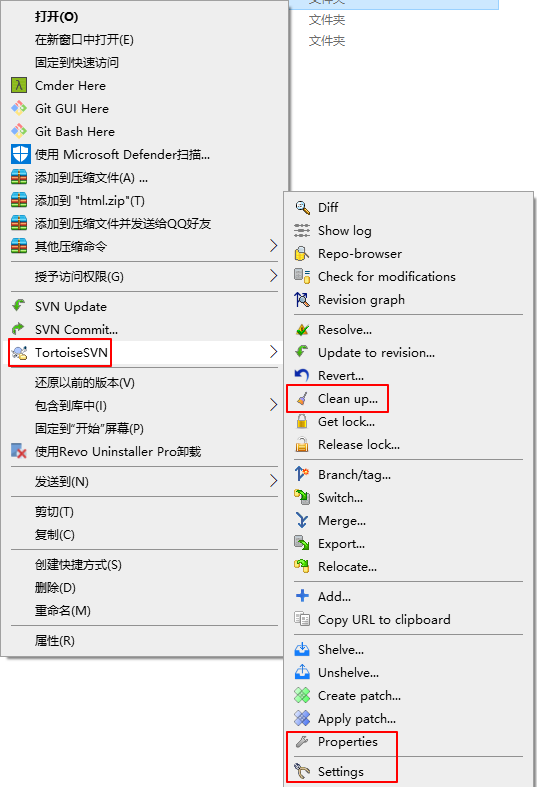 文件夹
文件夹
文件夹
打开(O)
在新窗口中打开(E)
固定到快速访问
Cmder Here
Git GUI Here
Git Bash Here
使用 Microsoft Defender扫描...
添加到压缩文件(A) ...
添加到 "html.zip"(T)
添加到压缩文件并发送给QQ好友
其他压缩命令
授予访问权限(G)
SVN Update
SVN Commit...
TortoiseSVN
还原以前的版本(V)
包含到库中(I)
固定到"开始"屏幕(P)
使用Revo Uninstaller Pro卸载
发送到(N)
剪切(T)
复制(C)
创建快捷方式(S)
删除(D)
重命名(M)
属性(R)
Diff
Show log
Repo-browser
Check for modifications
Revision graph
Resolve...
Update to revision...
Revert...
Clean up...
Get lock...
Release lock...
Branch/tag...
Switch...
Merge...
Export...
Relocate...
Add...
Copy URL to clipboard
Shelve...
Unshelve...
Create patch...
Apply patch...
Properties
Settings